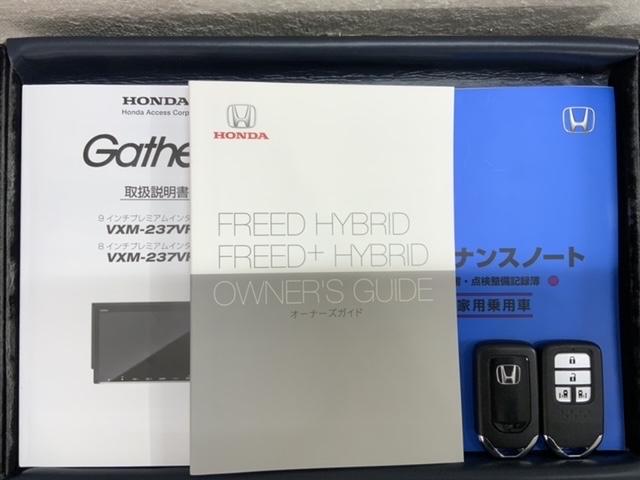 HONDA
Honda Access Corp
Gathe
取扱説明書
9インチプレミアムインタ
VXM-237VF
8インチプレミアムインタ
VXM-237VF
HONDA
FREED HYBRID
FREED+ HYBRID
OWNER'S GUIDE
オーナーズガイド
ナンスノート
書・点検整備記録簿
家用乗用車